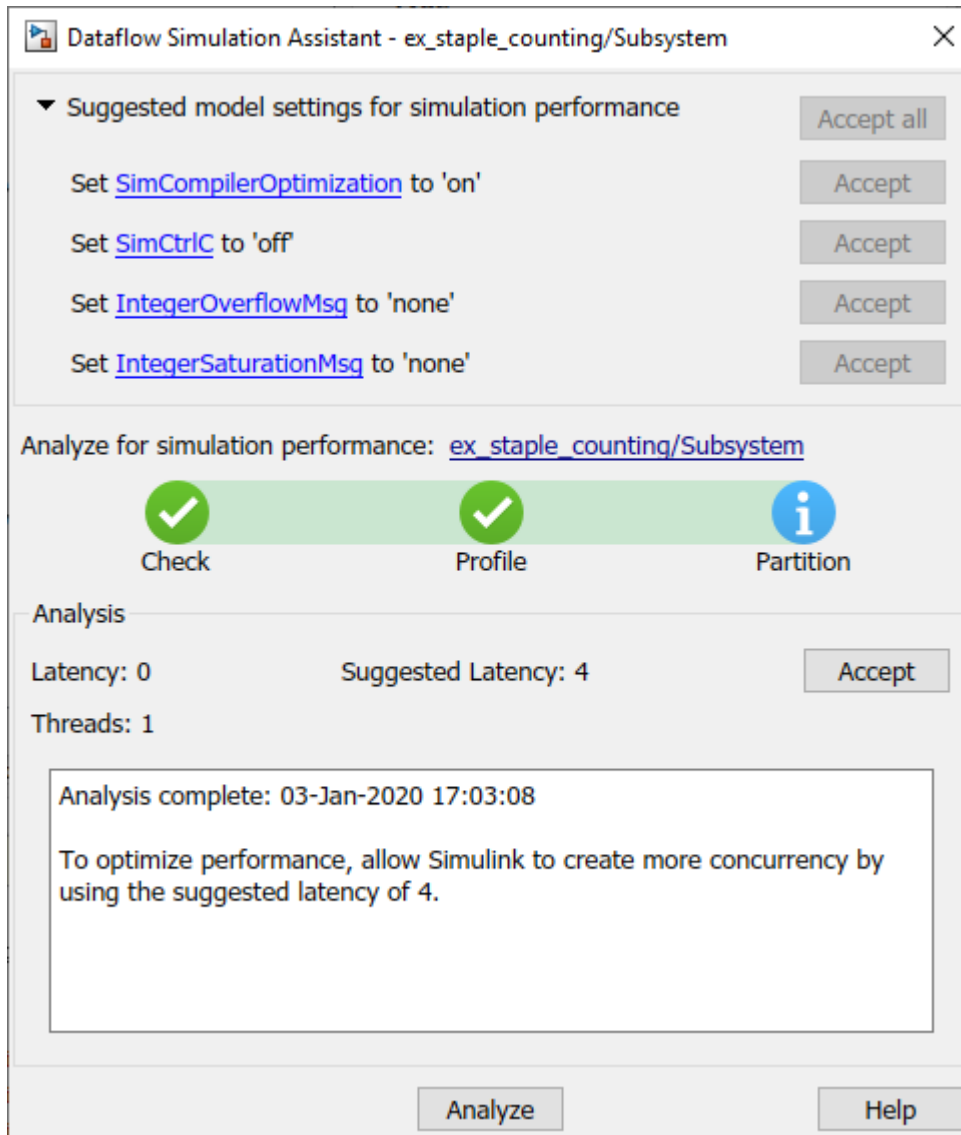 Dataflow Simulation Assistant - ex_staple_counting/Subsystem
Suggested model settings for simulation performance
Accept all
Set SimCompilerOptimization to 'on'
Accept
Set SimCtrlC to 'off'
Accept
Set IntegerOverflowMsg to 'none'
Accept
Set IntegerSaturationMsg to 'none'
Accept
Analyze for simulation performance: ex_staple_counting/Subsystem
Check
Profile
Partition
Analysis
Latency: 0
Suggested Latency: 4
Accept
Threads: 1
Analysis complete: 03-Jan-2020 17:03:08
To optimize performance, allow Simulink to create more concurrency by
using the suggested latency of 4.
Analyze
Help